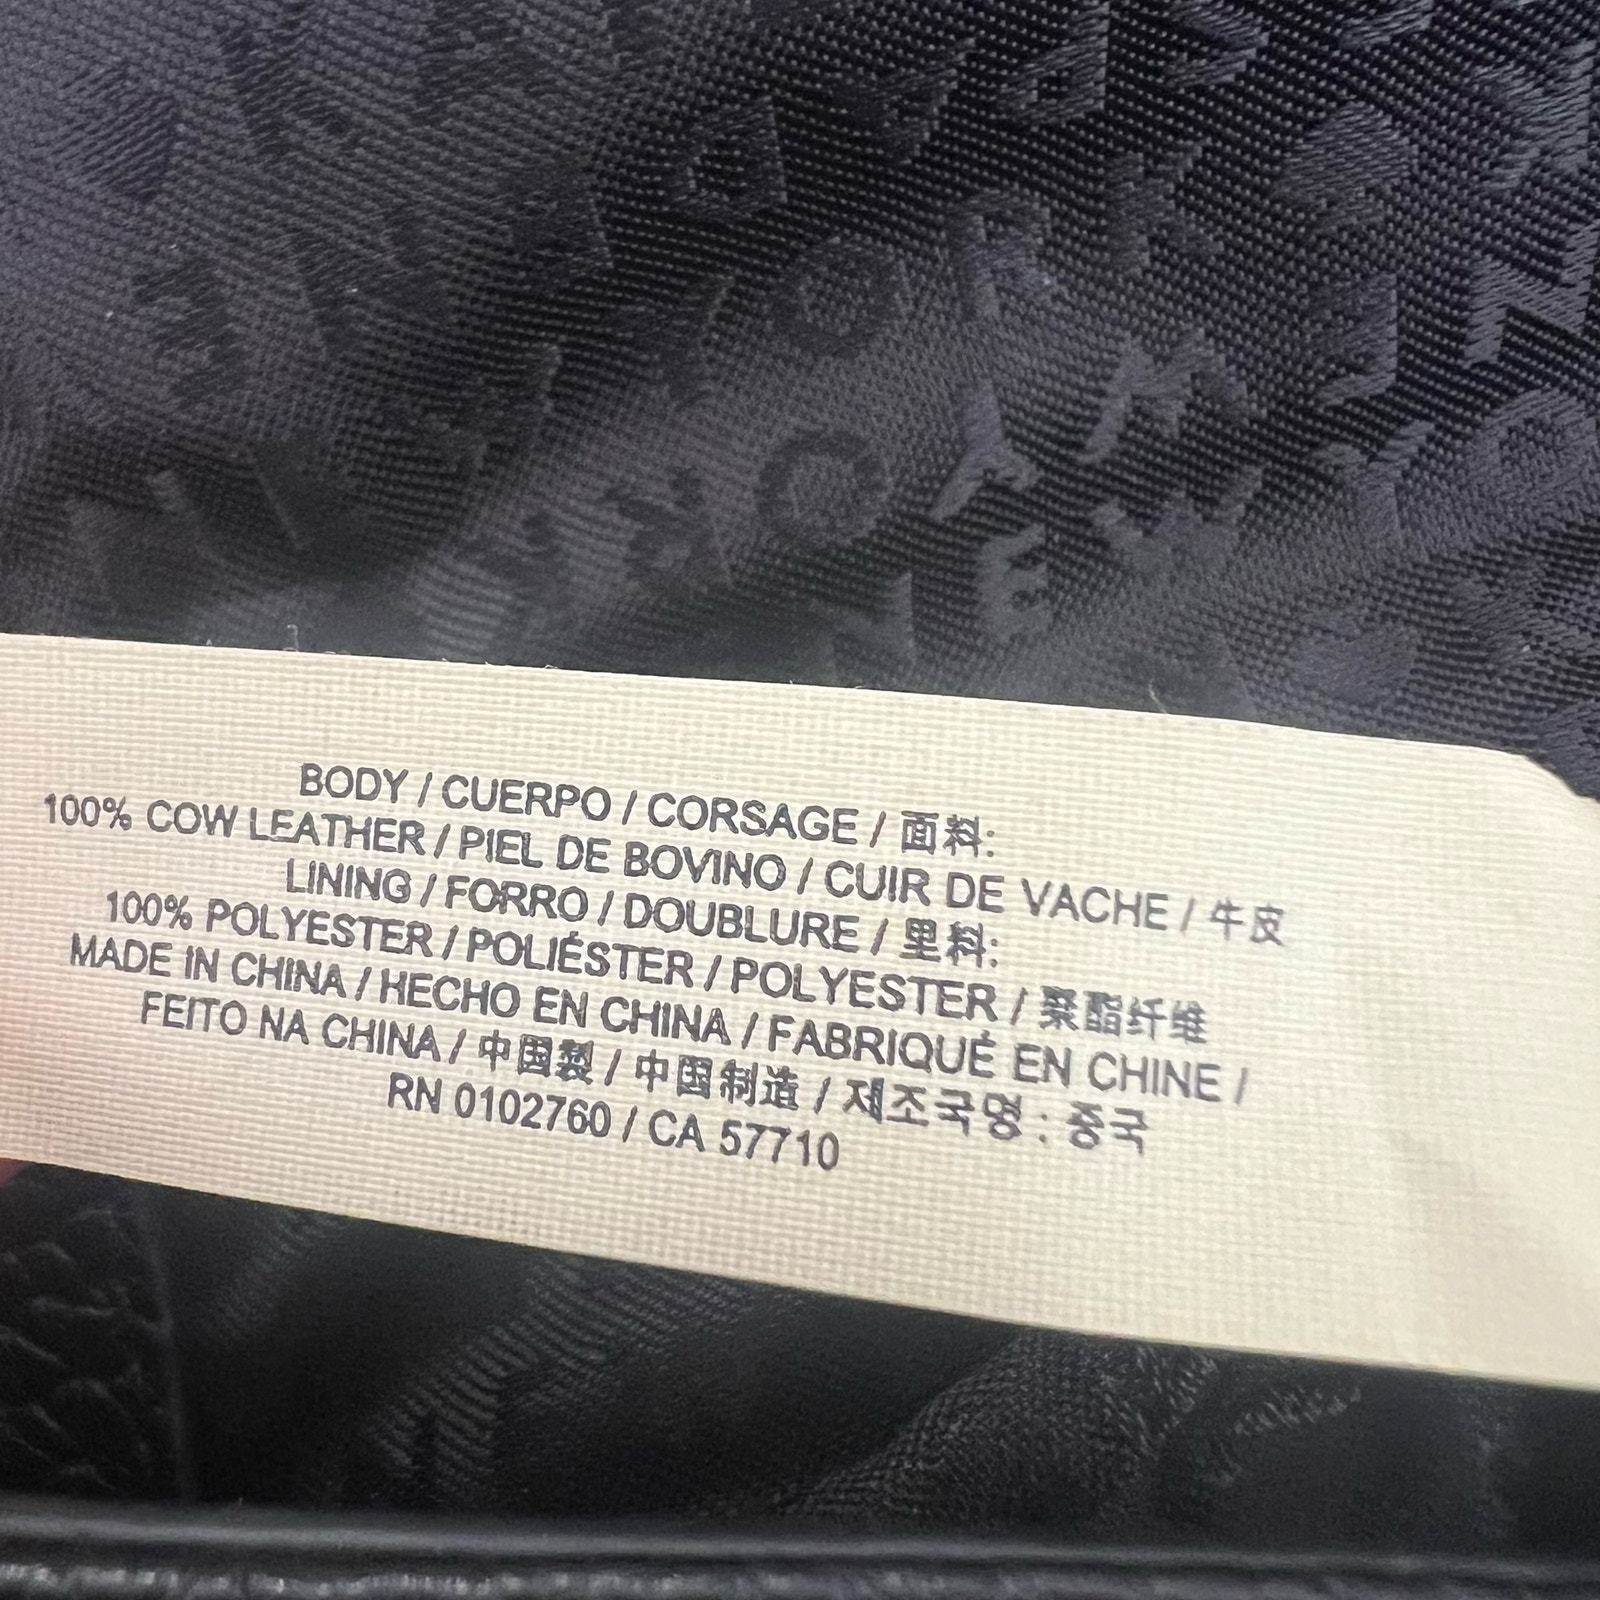 BODY / CUERPO / CORSAGE / 面料:
100% COW LEATHER / PIEL DE BOVINO / CUIR DE VACHE / 牛皮
LINING / FORRO / DOUBLURE / 里料:
100% POLYESTER / POLIÉSTER / POLYESTER / 聚酯纤维
MADE IN CHINA / HECHO EN CHINA / FABRIQUÉ EN CHINE /
FEITO NA CHINA / 中国製 / 中国制造 / 제조국명 : 중국
RN 0102760 / CA 57710